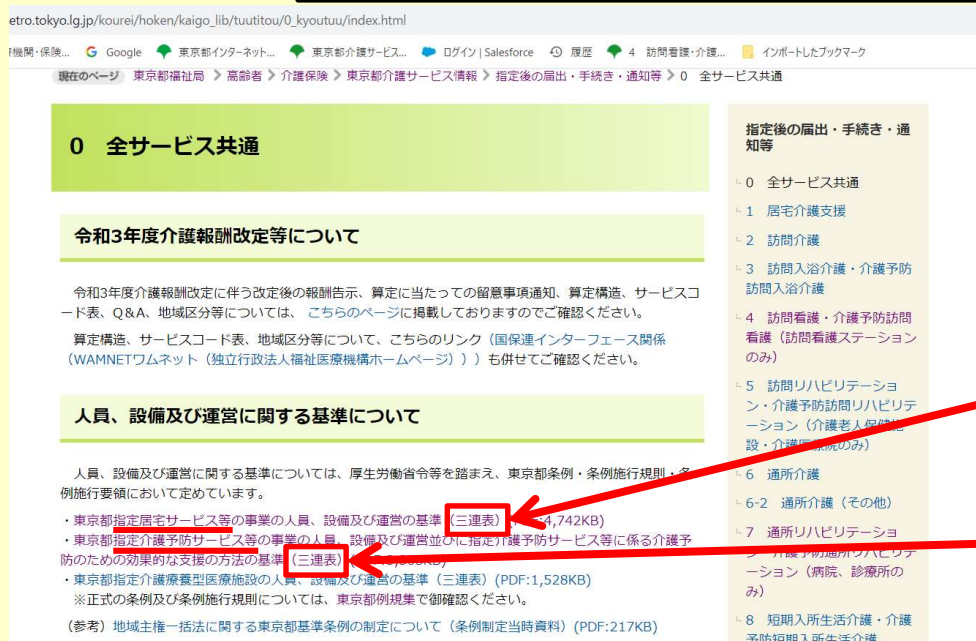 etro.tokyo.lg.jp/kourei/hoken/kaigo_lib/tuutitou/0_kyoutuu/index.html
機関・保険... Google 東京都インターネット... 東京都介護サービス... ログイン | Salesforce 履歴 4 訪問看護・介護... インポートしたブックマーク
現在のページ 東京都福祉局 > 高齢者 > 介護保険 > 東京都介護サービス情報 > 指定後の届出・手続き・通知等 > 0 全サービス共通
0 全サービス共通
令和3年度介護報酬改定等について
令和3年度介護報酬改定に伴う改定後の報酬告示、算定に当たっての留意事項通知、算定構造、サービスコ
ード表、Q&A、地域区分等については、 こちらのページに掲載しておりますのでご確認ください。
算定構造、サービスコード表、地域区分等について、こちらのリンク(国保連インターフェース関係
(WAMNETワムネット(独立行政法人福祉医療機構ホームページ)))も併せてご確認ください。
人員、設備及び運営に関する基準について
人員、設備及び運営に関する基準については、厚生労働省令等を踏まえ、東京都条例・条例施行規則・条
例施行要領において定めています。
・東京都指定居宅サービス等の事業の人員、設備及び運営の基準(三連表)4,742KB)
・東京都指定介護予防サービス等の事業の人員、設備及び運営並びに指定介護予防サービス等に係る介護予
防のための効果的な支援の方法の基準(三連表)
・東京都指定介護療養型医療施設の人員、設備及び運営の基準(三連表)(PDF:1,528KB)
※正式の条例及び条例施行規則については、東京都例規集で御確認ください。
(参考)地域主権一括法に関する東京都基準条例の制定について(条例制定当時資料)(PDF:217KB)
指定後の届出・手続き・通
知等
0 全サービス共通
1 居宅介護支援
2 訪問介護
3 訪問入浴介護・介護予防
訪問入浴介護
4 訪問看護・介護予防訪問
看護(訪問看護ステーション
のみ)
5 訪問リハビリテーショ
ン・介護予防訪問リハビリテ
ーション(介護老人保健施
設・介護医療院のみ)
6 通所介護
6-2 通所介護(その他)
7 通所リハビリテーショ
ン・介護予防通所リハビリテ
ーション(病院、診療所の
み)
8 短期入所生活介護・介護
予防短期入所生活介護